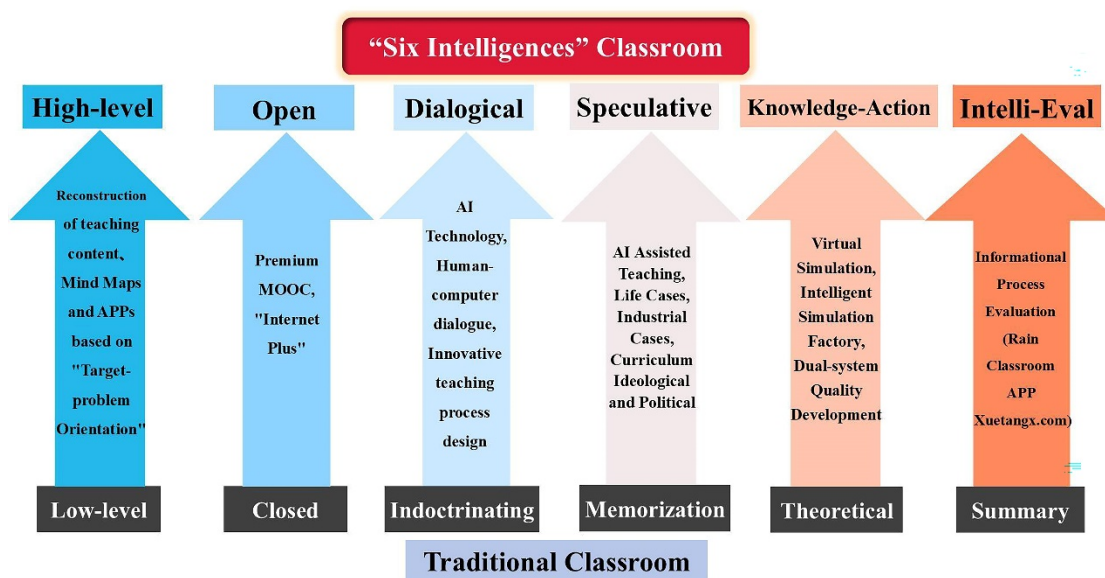 “Six Intelligences” Classroom
High-level
Open
Dialogical
Speculative
Knowledge-Action
Intelli-Eval
Reconstruction
of teaching
content、
Mind Maps
and APPs
based on
"Target-
problem
Orientation"
Premium
MOOC,
"Internet
Plus"
AI
Technology,
Human-
computer
dialogue,
Innovative
teaching
process
design
AI Assisted
Teaching,
Life Cases,
Industrial
Cases,
Curriculum
Ideological
and Political
Virtual
Simulation,
Intelligent
Simulation
Factory,
Dual-system
Quality
Development
Informational
Process
Evaluation
(Rain
Classroom
APP
Xuetangx.com)
Low-level
Closed
Indoctrinating
Memorization
Theoretical
Summary
Traditional Classroom